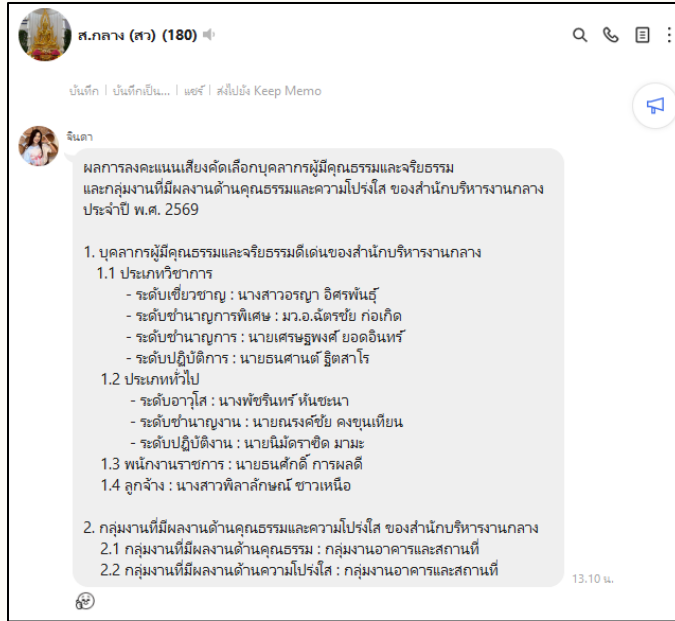 ส.กลาง (สว) (180)
บันทึก | บันทึกเป็น... | แชร์ | ส่งไปยัง Keep Memo
จินตา
ผลการลงคะแนนเสียงคัดเลือกบุคลากรผู้มีคุณธรรมและจริยธรรม
และกลุ่มงานที่มีผลงานด้านคุณธรรมและความโปร่งใส ของสำนักบริหารงานกลาง
ประจำปี พ.ศ. 2569
1. บุคลากรผู้มีคุณธรรมและจริยธรรมดีเด่นของสำนักบริหารงานกลาง
1.1 ประเภทวิชาการ
- ระดับเชี่ยวชาญ : นางสาวอรญา อิศรพันธุ์
- ระดับชำนาญการพิเศษ : มว.อ.ฉัตรชัย ก่อเกิด
- ระดับชำนาญการ : นายเศรษฐพงศ์ ยอดอินทร์
- ระดับปฏิบัติการ : นายธนศานต์ ฐิตสาโร
1.2 ประเภททั่วไป
- ระดับอาวุโส : นางพัชรินทร์ หันชะนา
- ระดับชำนาญงาน : นายณรงค์ชัย คงขุนเทียน
- ระดับปฏิบัติงาน : นายนิมัดราซิด มามะ
1.3 พนักงานราชการ : นายธนศักดิ์ การผลดี
1.4 ลูกจ้าง : นางสาวพิลาลักษณ์ ชาวเหนือ
2. กลุ่มงานที่มีผลงานด้านคุณธรรมและความโปร่งใส ของสำนักบริหารงานกลาง
2.1 กลุ่มงานที่มีผลงานด้านคุณธรรม : กลุ่มงานอาคารและสถานที่
2.2 กลุ่มงานที่มีผลงานด้านความโปร่งใส : กลุ่มงานอาคารและสถานที่
13.10 น.